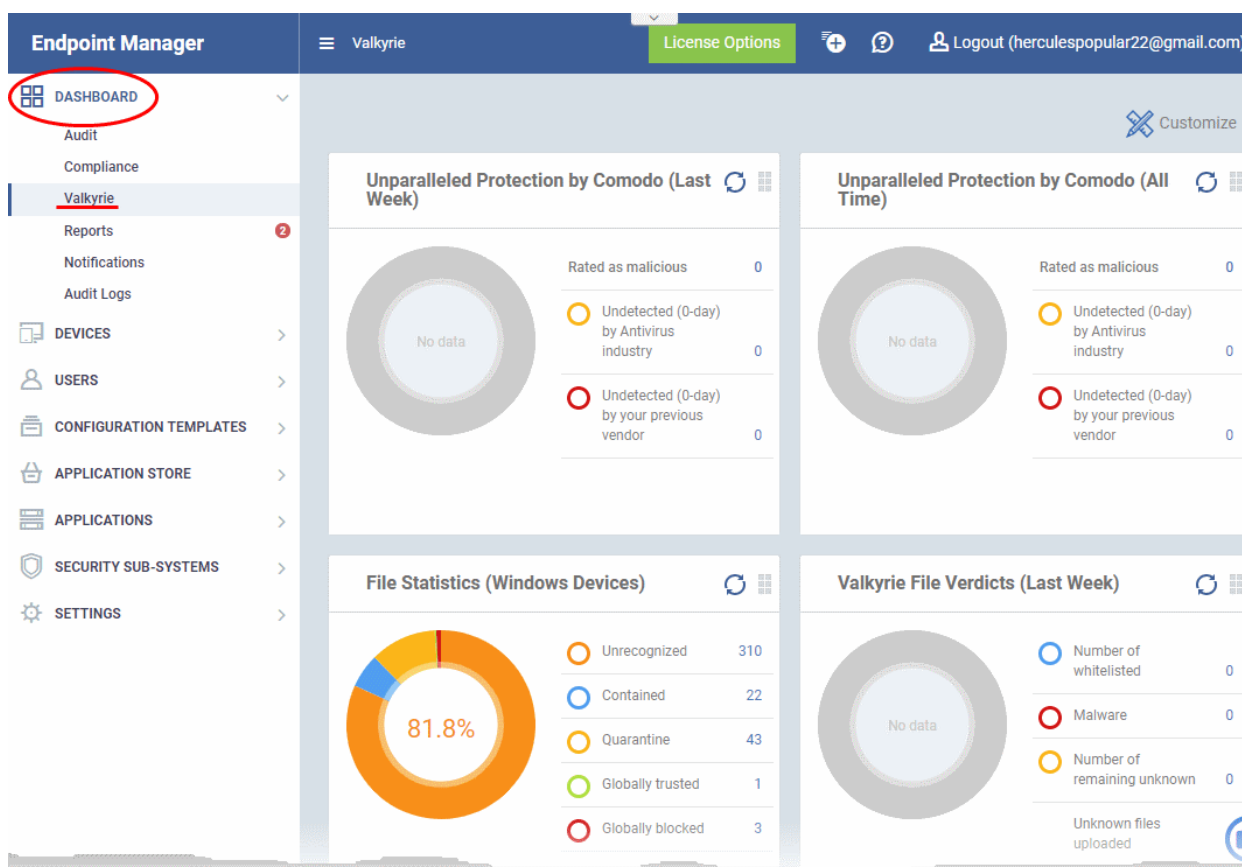 Endpoint Manager
Valkyrie
License Options
Logout (herculespopular22@gmail.com)
DASHBOARD
Audit
Compliance
Valkyrie
Reports
2
Notifications
Audit Logs
DEVICES
USERS
CONFIGURATION TEMPLATES
APPLICATION STORE
APPLICATIONS
SECURITY SUB-SYSTEMS
SETTINGS
Customize
Unparalleled Protection by Comodo (Last
Week)
No data
Rated as malicious 0
Undetected (0-day)
by Antivirus
industry 0
Undetected (0-day)
by your previous
vendor 0
Unparalleled Protection by Comodo (All
Time)
No data
Rated as malicious 0
Undetected (0-day)
by Antivirus
industry 0
Undetected (0-day)
by your previous
vendor 0
File Statistics (Windows Devices)
81.8%
Unrecognized 310
Contained 22
Quarantine 43
Globally trusted 1
Globally blocked 3
Valkyrie File Verdicts (Last Week)
No data
Number of
whitelisted 0
Malware 0
Number of
remaining unknown 0
Unknown files
uploaded